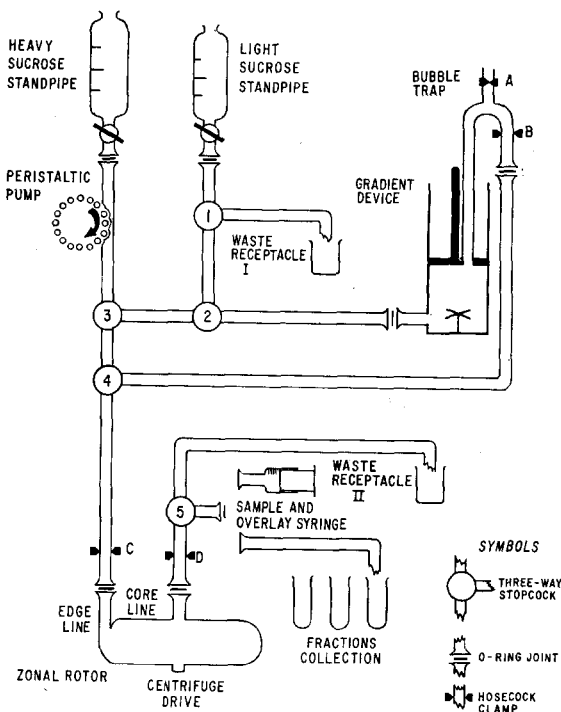 HEAVY
SUCROSE
STANDPIPE
LIGHT
SUCROSE
STANDPIPE
BUBBLE
TRAP
A
B
PERISTALTIC
PUMP
GRADIENT
DEVICE
1
WASTE
RECEPTACLE
I
3
2
4
WASTE
RECEPTACLE
II
5
SAMPLE AND
OVERLAY SYRINGE
C
D
EDGE
LINE
CORE
LINE
FRACTIONS
COLLECTION
ZONAL ROTOR
CENTRIFUGE
DRIVE
SYMBOLS
THREE-WAY
STOPCOCK
O-RING JOINT
HOSECOCK
CLAMP